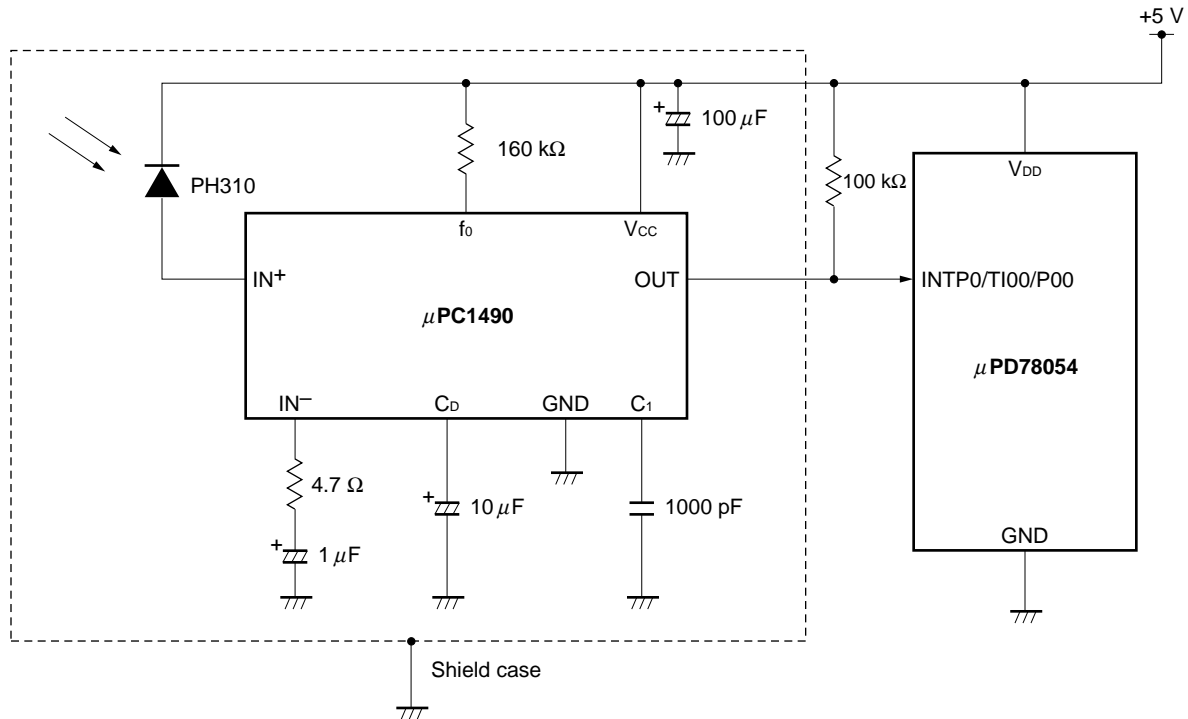 +5 V
+
100 μF
160 kΩ
100 kΩ
PH310
VDD
f0
VCC
IN+
OUT
INTP0/TI00/P00
μPC1490
μPD78054
IN–
CD
GND
C1
4.7 Ω
+
10 μF
1000 pF
+
1 μF
GND
Shield case